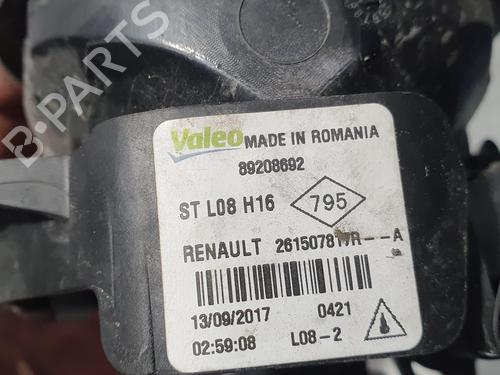 Valeo MADE IN ROMANIA
89208692
ST L08 H16 795
RENAULT 261507817R--A
13/09/2017 0421
02:59:08 L08-2